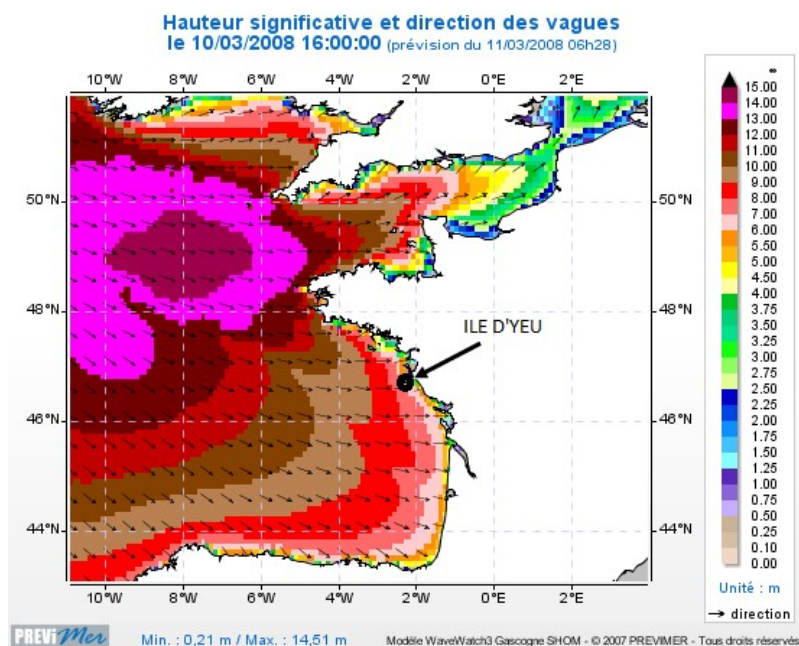 Hauteur significative et direction des vagues
le 10/03/2008 16:00:00 (prévision du 11/03/2008 06h28)
10°W 8°W 6°W 4°W 2°W 0°E 2°E
50°N 50°N
48°N 48°N
46°N 46°N
44°N 44°N
ILE D'YEU
10°W 8°W 6°W 4°W 2°W 0°E 2°E
∞
15.00
14.00
13.00
12.00
11.00
10.00
9.00
8.00
7.00
6.00
5.50
5.00
4.50
4.00
3.75
3.50
3.25
3.00
2.75
2.50
2.25
2.00
1.75
1.50
1.25
1.00
0.75
0.50
0.25
0.10
0.00
Unité : m
direction
PREViMer Min. : 0,21 m / Max. : 14,51 m Modèle WaveWatch3 Gascogne SHOM - © 2007 PREVIMER - Tous droits réservés